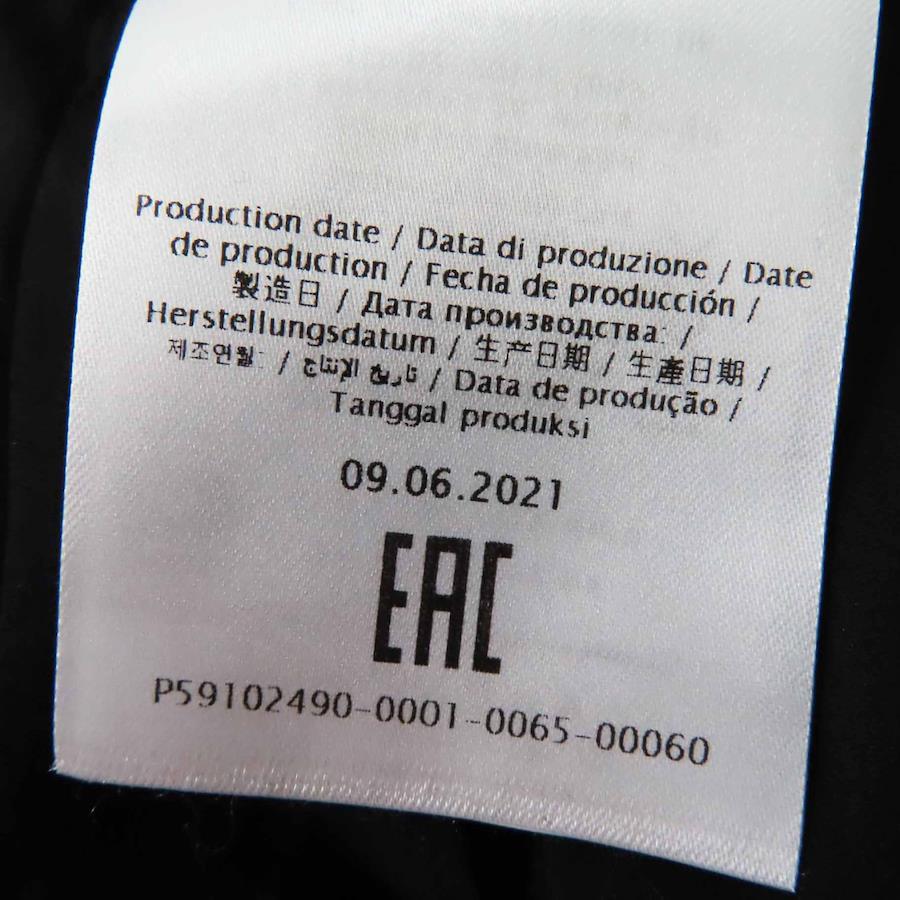 Production date / Data di produzione / Date
de production / Fecha de producción /
製造日 / Дата производства: /
Herstellungsdatum / 生产日期 / 生產日期 /
제조연월: / تاريخ الإنتاج / Data de produção /
Tanggal produksi
09.06.2021
EAC
P59102490-0001-0065-00060